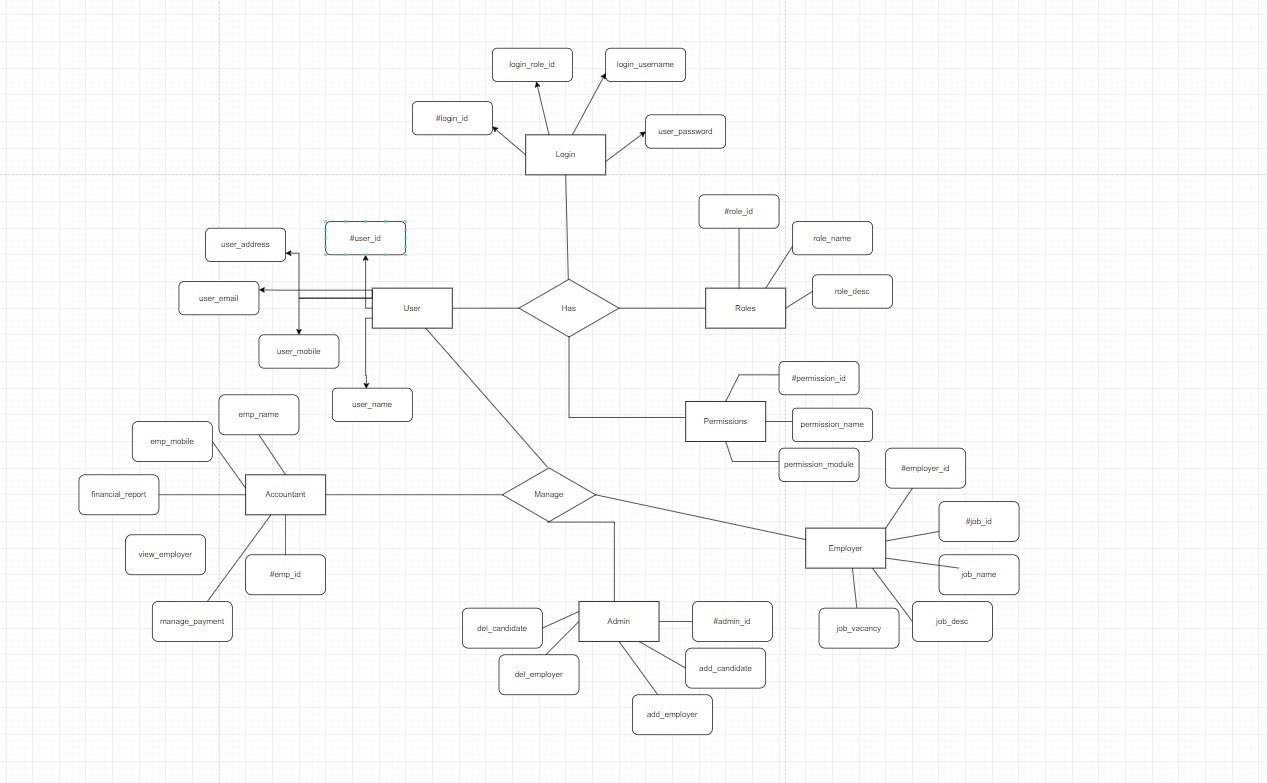 login_role_id
login_username
#login_id
user_password
Login
#role_id
user_address
#user_id
role_name
role_desc
user_email
User
Has
Roles
user_mobile
#permission_id
user_name
emp_name
Permissions
permission_name
emp_mobile
permission_module
#employer_id
financial_report
Accountant
Manage
#job_id
Employer
view_employer
#emp_id
job_name
manage_payment
del_candidate
Admin
#admin_id
job_vacancy
job_desc
del_employer
add_candidate
add_employer